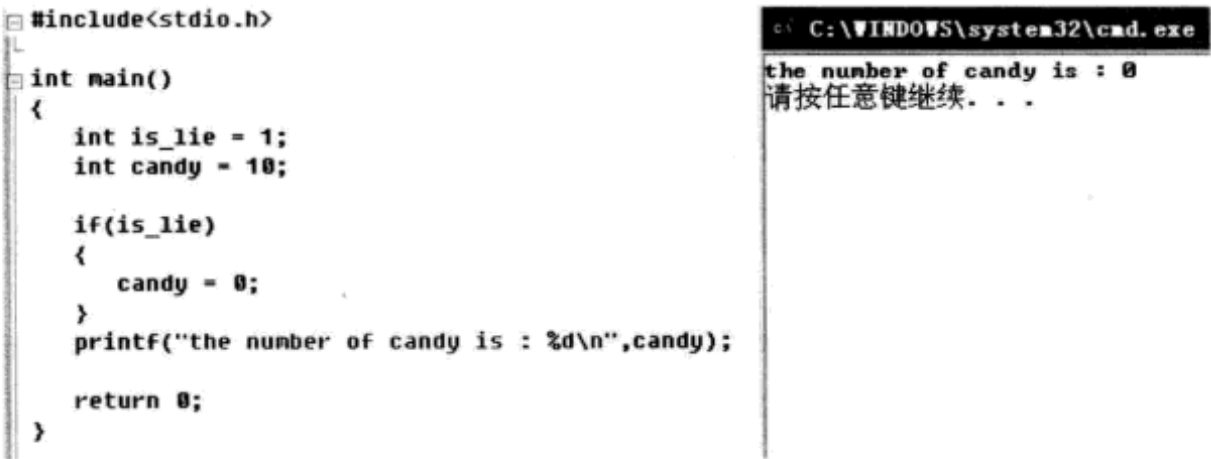 #include<stdio.h>
int main()
{
int is_lie = 1;
int candy = 10;
if(is_lie)
{
candy = 0;
}
printf("the number of candy is : %d\n",candy);
return 0;
}
C:\WINDOWS\system32\cmd.exe
the number of candy is : 0
请按任意键继续. . .